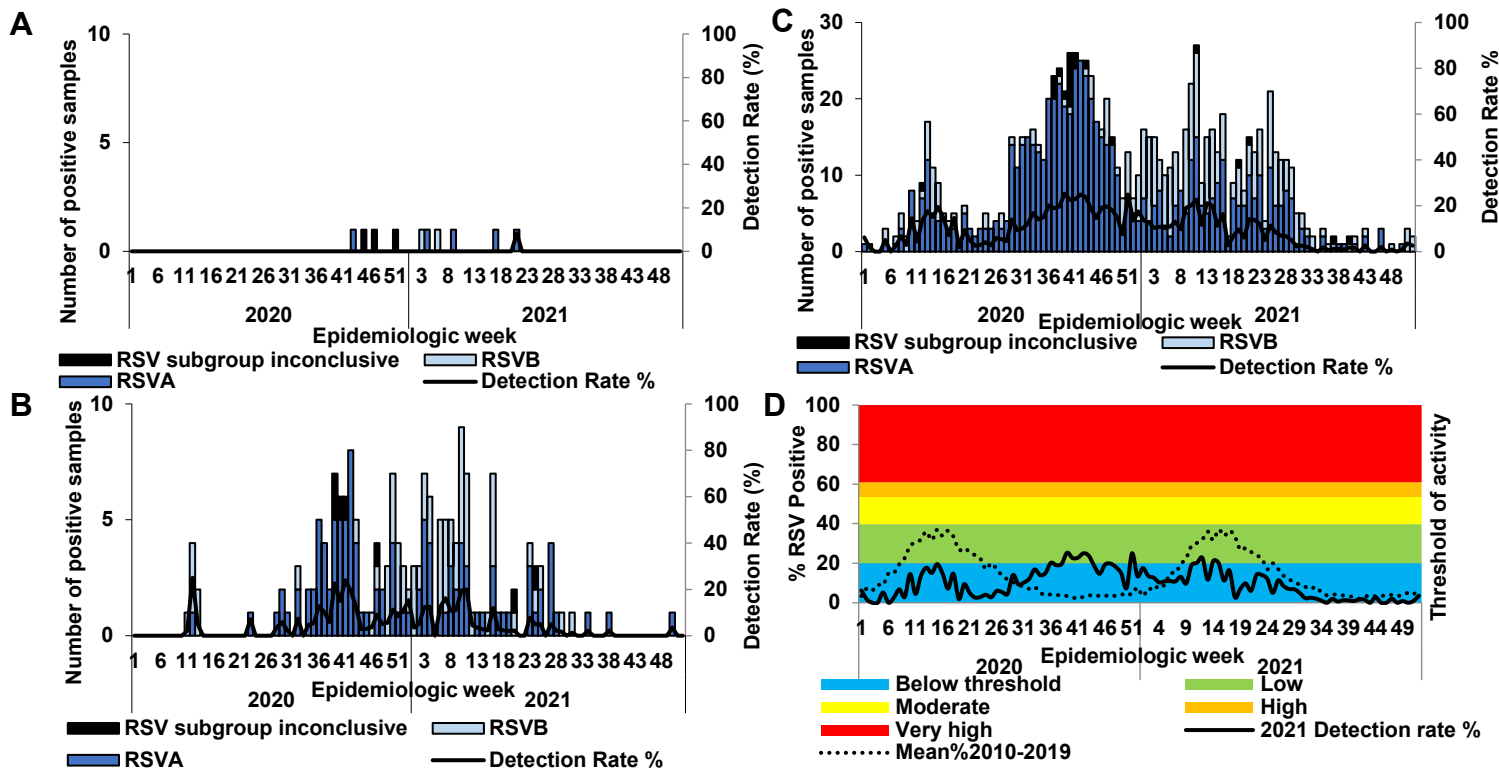 A
Number of positive samples
10
5
0
100
80
60
40
20
0
Detection Rate (%)
1 6 11 16 21 26 31 36 41 46 51 3 8 13 18 23 28 33 38 43 48
2020 2021
Epidemiologic week
RSV subgroup inconclusive RSVB
RSVA Detection Rate %
B
Number of positive samples
10
5
0
100
80
60
40
20
0
Detection Rate (%)
1 6 11 16 21 26 31 36 41 46 51 3 8 13 18 23 28 33 38 43 48
2020 2021
Epidemiologic week
RSV subgroup inconclusive RSVB
RSVA Detection Rate %
C
Number of positive samples
30
20
10
0
100
80
60
40
20
0
Detection Rate %
1 6 11 16 21 26 31 36 41 46 51 3 8 13 18 23 28 33 38 43 48
2020 2021
Epidemiologic week
RSV subgroup inconclusive RSVB
RSVA Detection Rate %
D
% RSV Positive
100
80
60
40
20
0
Threshold of activity
1 6 11 16 21 26 31 36 41 46 51 4 9 14 19 24 29 34 39 44 49
2020 2021
Epidemiologic week
Below threshold Low
Moderate High
Very high 2021 Detection rate %
Mean%2010-2019